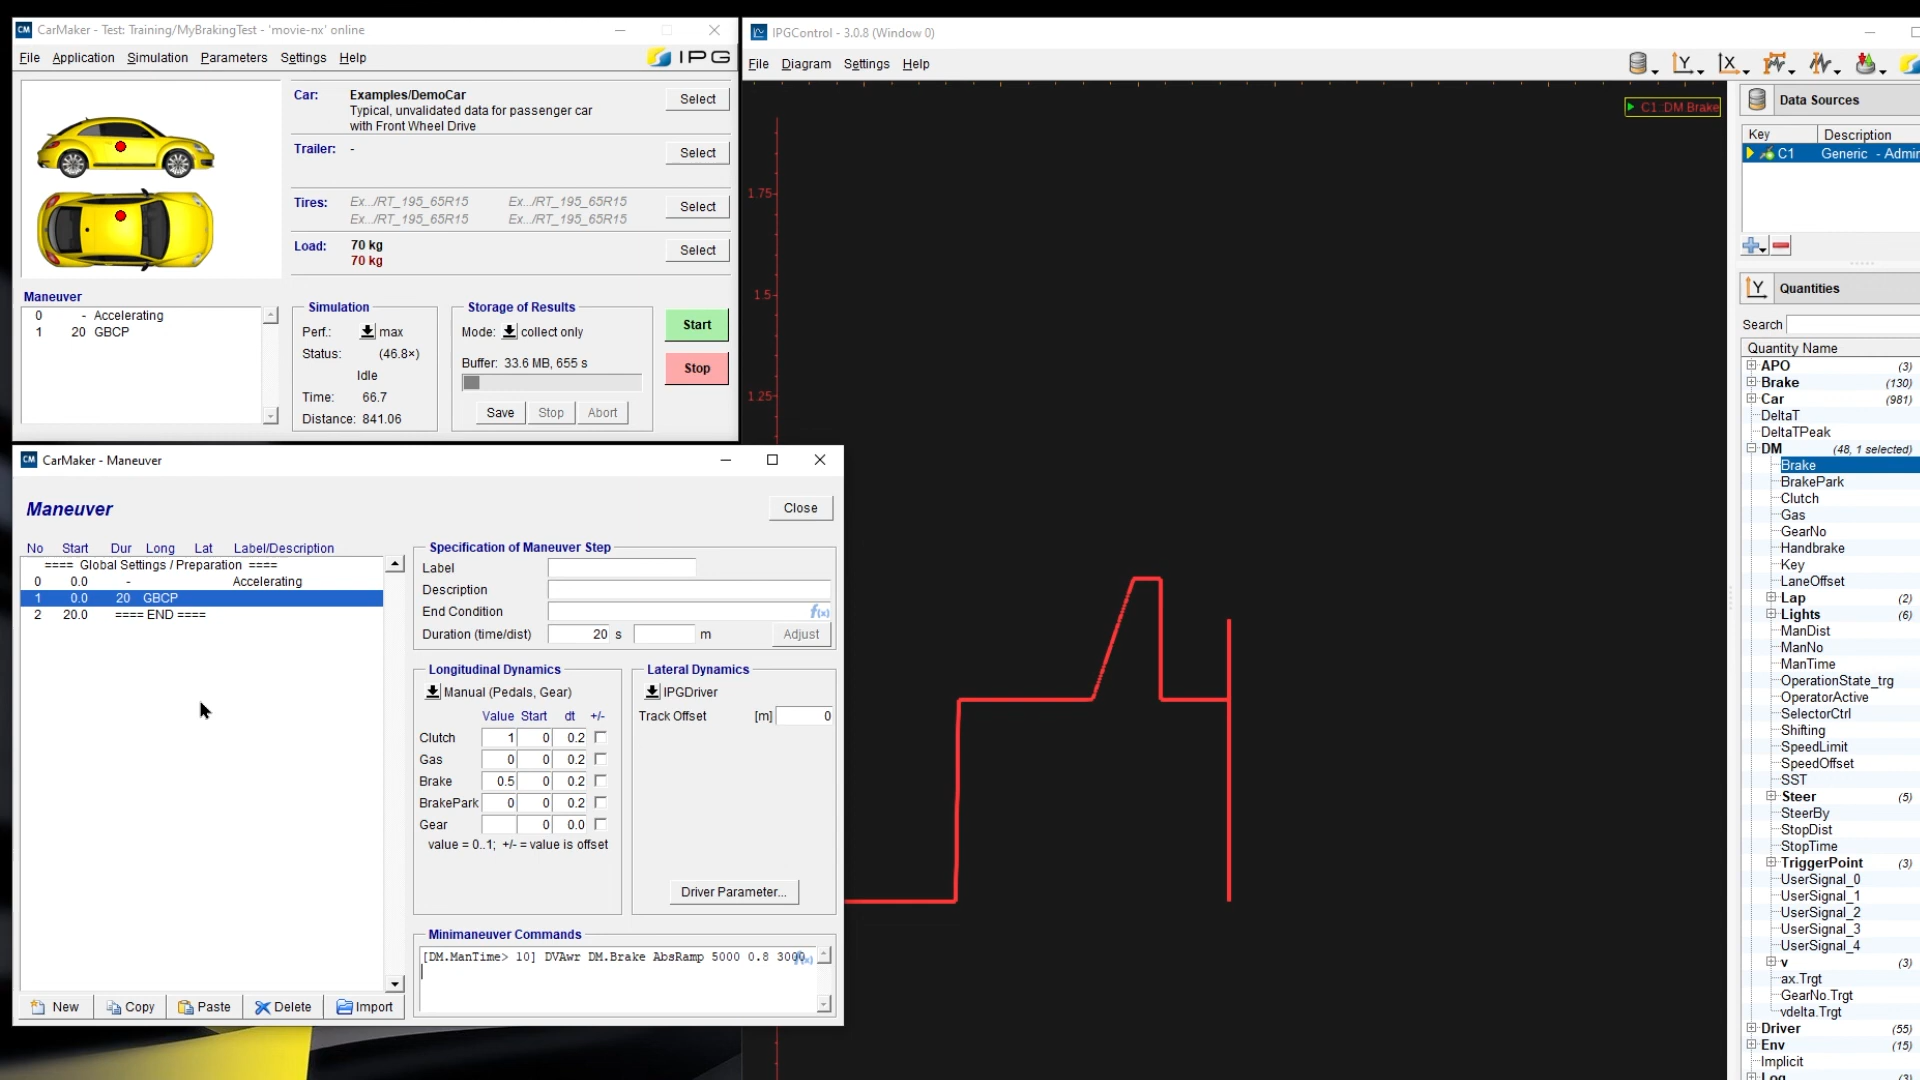 CarMaker - Test: Training/MyBrakingTest - 'movie-nx' online
File Application Simulation Parameters Settings Help
IPG
Car: Examples/DemoCar Select
Typical, unvalidated data for passenger car
with Front Wheel Drive
Trailer: - Select
Tires: Ex.../RT_195_65R15 Ex.../RT_195_65R15 Select
Ex.../RT_195_65R15 Ex.../RT_195_65R15
Load: 70 kg Select
70 kg
Maneuver
0 - Accelerating
1 20 GBCP
Simulation
Perf.: max
Status: (46.8×)
Idle
Time: 66.7
Distance: 841.06
Storage of Results
Mode: collect only
Buffer: 33.6 MB, 655 s
Save Stop Abort
Start
Stop
CarMaker - Maneuver
Maneuver
Close
No Start Dur Long Lat Label/Description
==== Global Settings / Preparation ====
0 0.0 - Accelerating
1 0.0 20 GBCP
2 20.0 ==== END ====
New Copy Paste Delete Import
Specification of Maneuver Step
Label
Description
End Condition f(x)
Duration (time/dist) 20 s m Adjust
Longitudinal Dynamics
Manual (Pedals, Gear)
Value Start dt +/-
Clutch 1 0 0.2
Gas 0 0 0.2
Brake 0.5 0 0.2
BrakePark 0 0 0.2
Gear 0 0.0
value = 0..1; +/- = value is offset
Lateral Dynamics
IPGDriver
Track Offset [m] 0
Driver Parameter...
Minimaneuver Commands
[DM.ManTime> 10] DVAwr DM.Brake AbsRamp 5000 0.8 3000
IPGControl - 3.0.8 (Window 0)
File Diagram Settings Help
C1 :DM Brake
1.75
1.5
1.25
Data Sources
Key Description
C1 Generic - Admin
Quantities
Search
Quantity Name
APO (3)
Brake (130)
Car (981)
DeltaT
DeltaTPeak
DM (48, 1 selected)
Brake
BrakePark
Clutch
Gas
GearNo
Handbrake
Key
LaneOffset
Lap (2)
Lights (6)
ManDist
ManNo
ManTime
OperationState_trg
OperatorActive
SelectorCtrl
Shifting
SpeedLimit
SpeedOffset
SST
Steer (5)
SteerBy
StopDist
StopTime
TriggerPoint (3)
UserSignal_0
UserSignal_1
UserSignal_2
UserSignal_3
UserSignal_4
v (3)
ax.Trgt
GearNo.Trgt
vdelta.Trgt
Driver (55)
Env (15)
Implicit
Log (3)